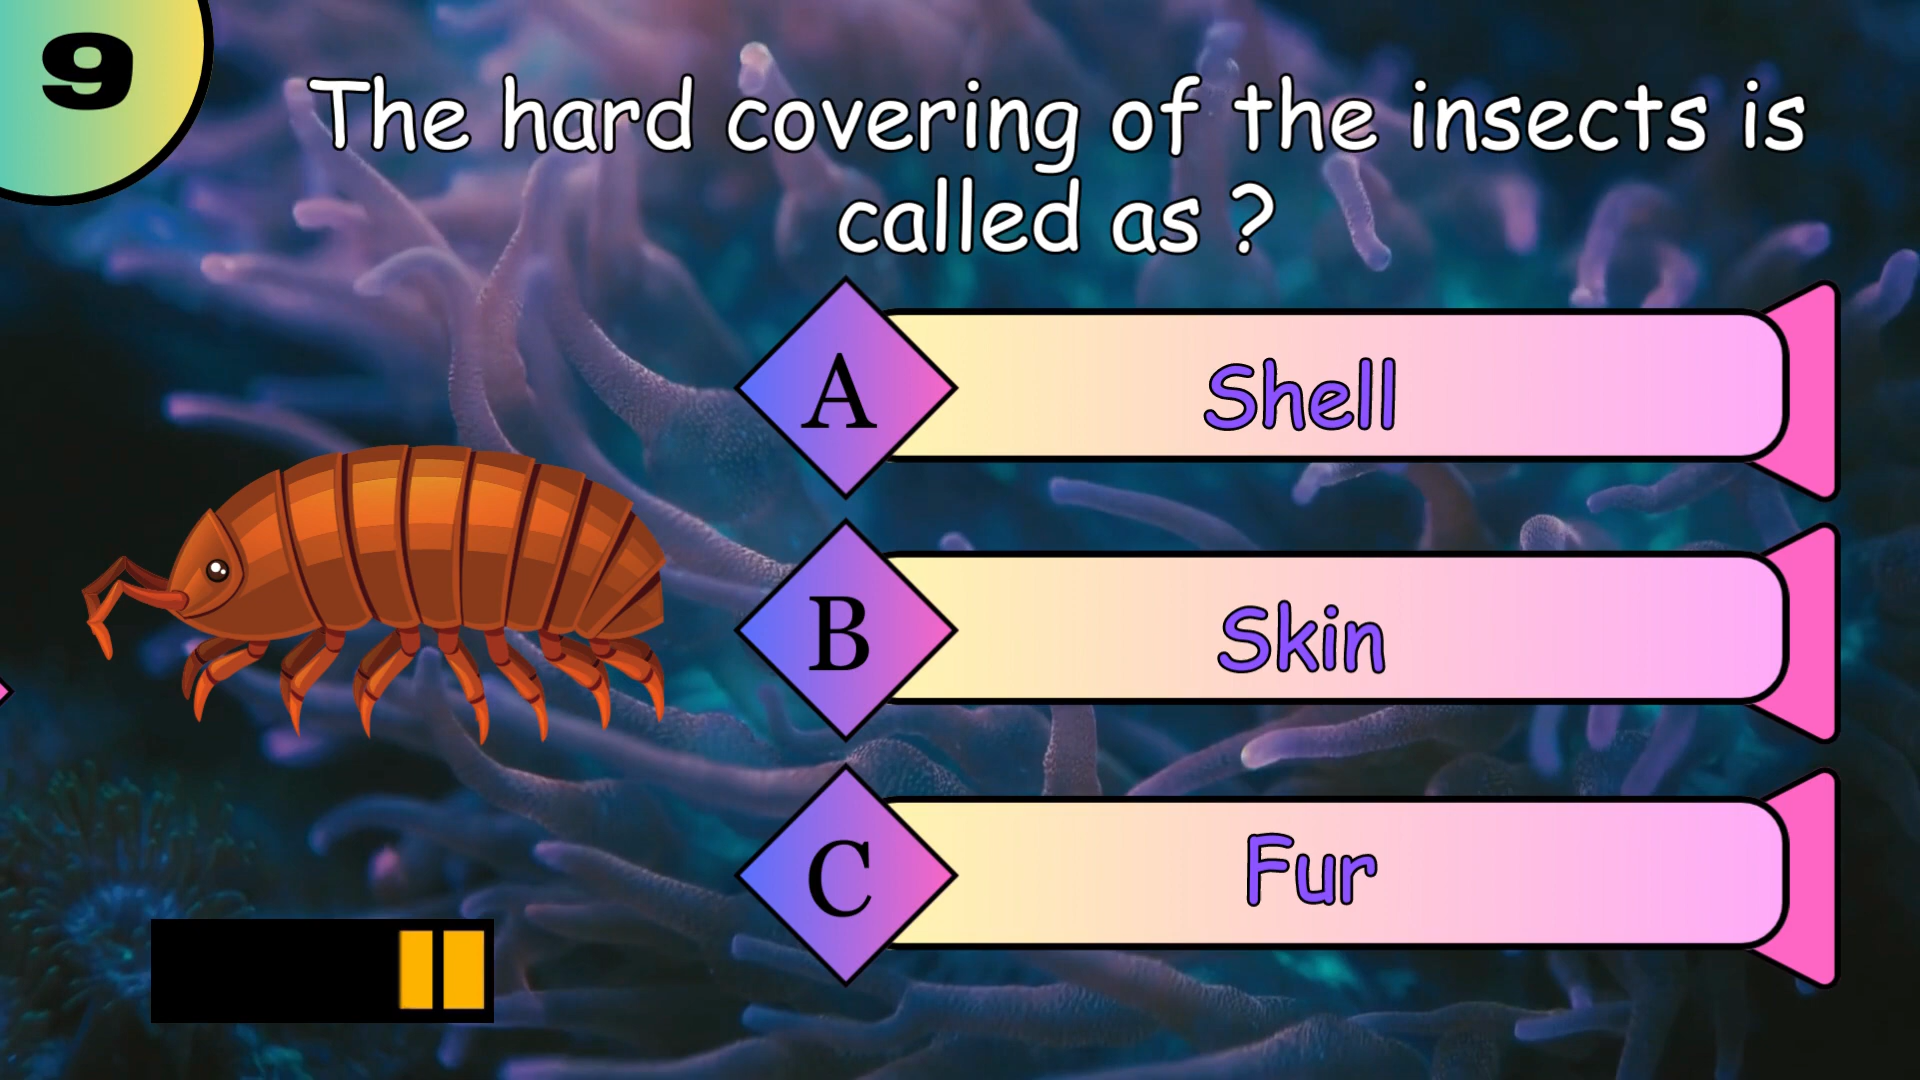 9
The hard covering of the insects is
called as ?
A
Shell
B
Skin
C
Fur